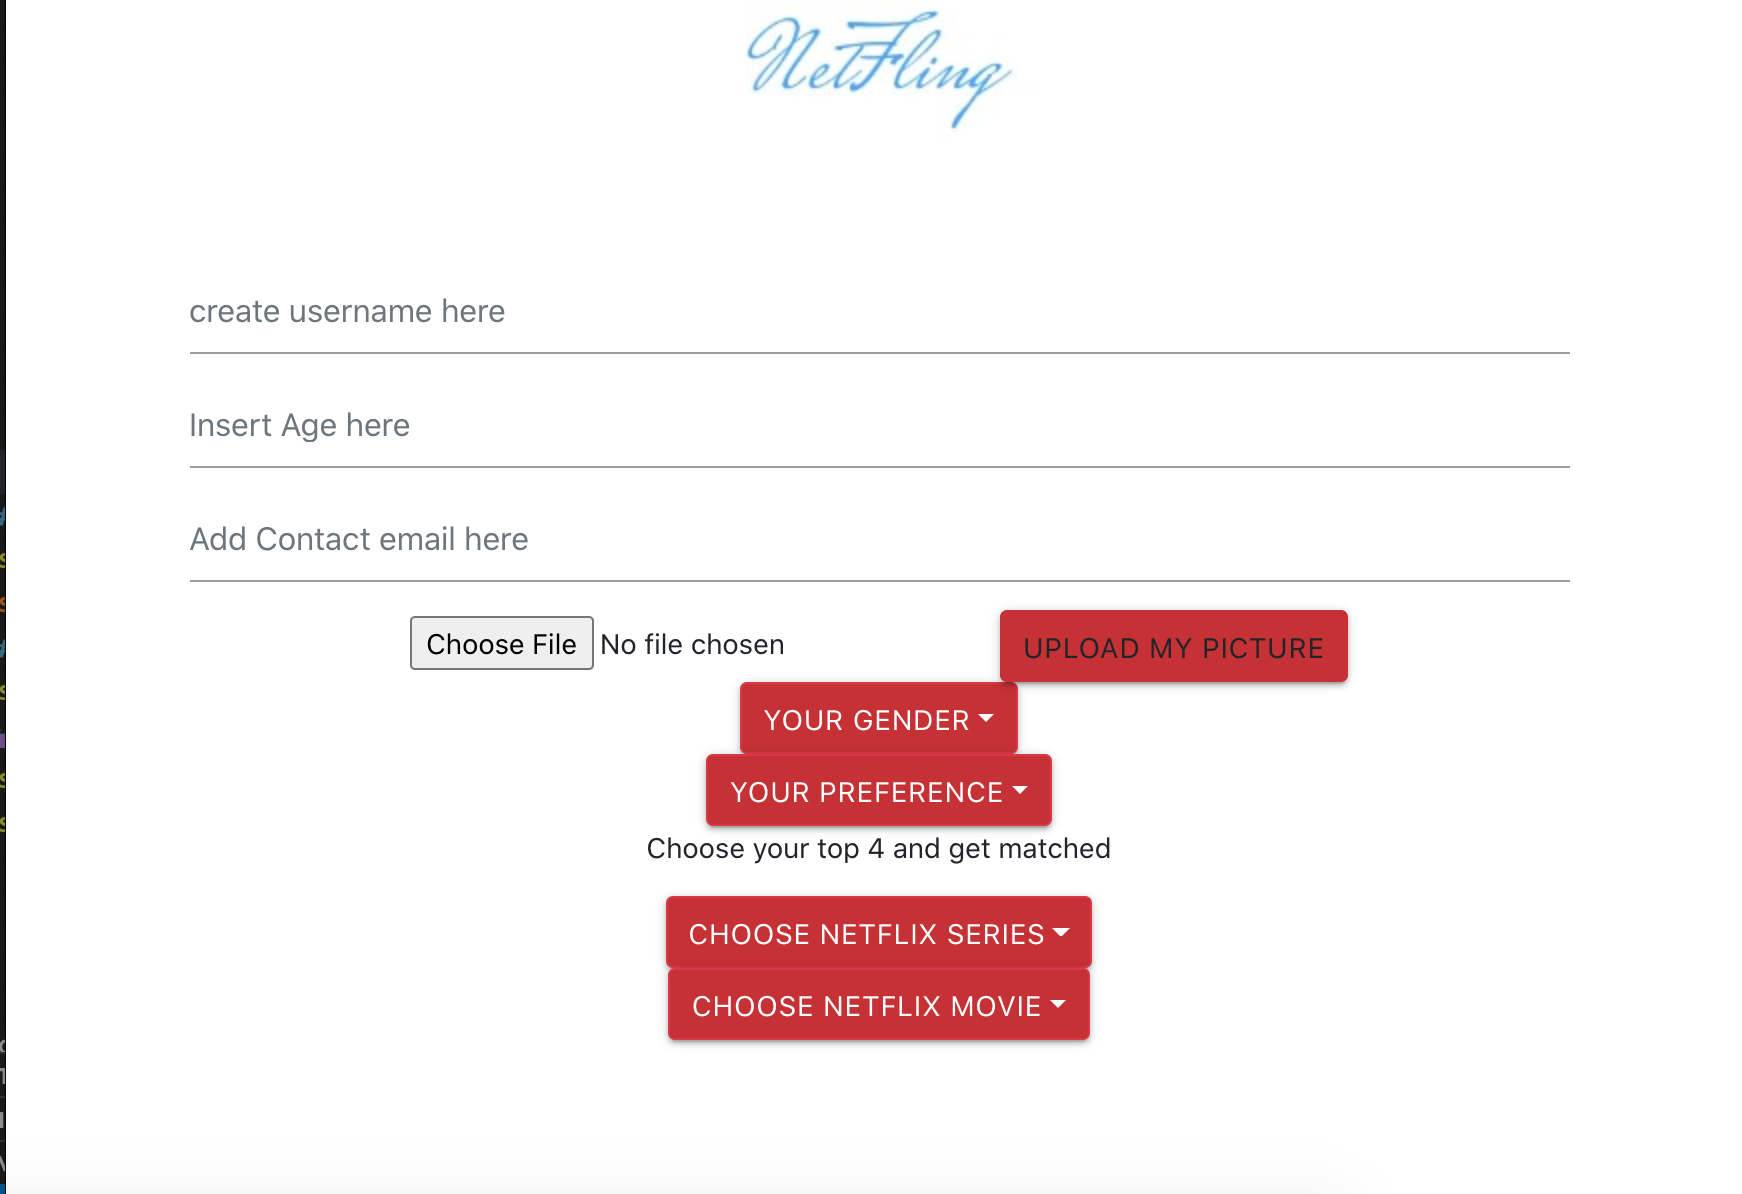 NetFling
create username here
Insert Age here
Add Contact email here
Choose File No file chosen UPLOAD MY PICTURE
YOUR GENDER
YOUR PREFERENCE
Choose your top 4 and get matched
CHOOSE NETFLIX SERIES
CHOOSE NETFLIX MOVIE